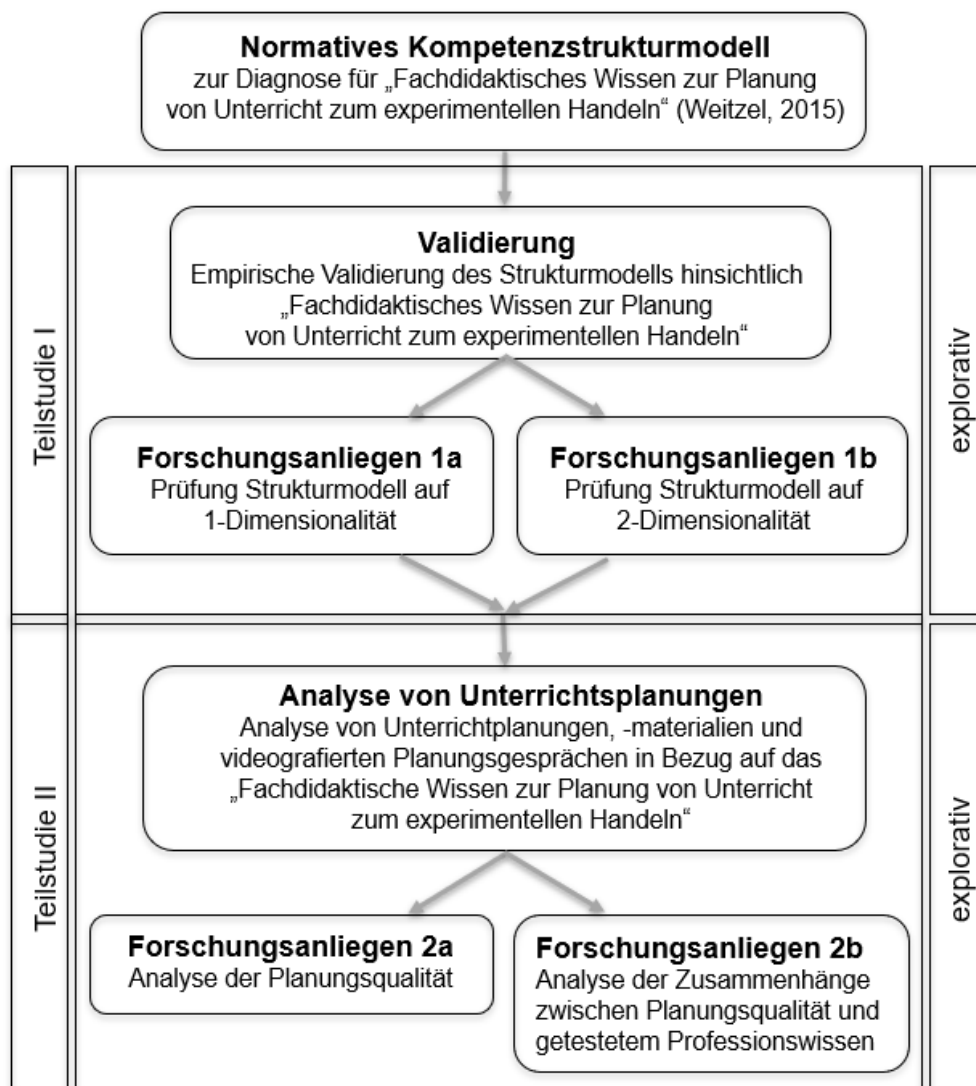 Normatives Kompetenzstrukturmodell
zur Diagnose für „Fachdidaktisches Wissen zur Planung
von Unterricht zum experimentellen Handeln“ (Weitzel, 2015)
Teilstudie I
explorativ
Validierung
Empirische Validierung des Strukturmodells hinsichtlich
„Fachdidaktisches Wissen zur Planung
von Unterricht zum experimentellen Handeln“
Forschungsanliegen 1a
Prüfung Strukturmodell auf
1-Dimensionalität
Forschungsanliegen 1b
Prüfung Strukturmodell auf
2-Dimensionalität
Teilstudie II
explorativ
Analyse von Unterrichtsplanungen
Analyse von Unterrichtplanungen, -materialien und
videografierten Planungsgesprächen in Bezug auf das
„Fachdidaktische Wissen zur Planung von Unterricht
zum experimentellen Handeln“
Forschungsanliegen 2a
Analyse der Planungsqualität
Forschungsanliegen 2b
Analyse der Zusammenhänge
zwischen Planungsqualität und
getestetem Professionswissen